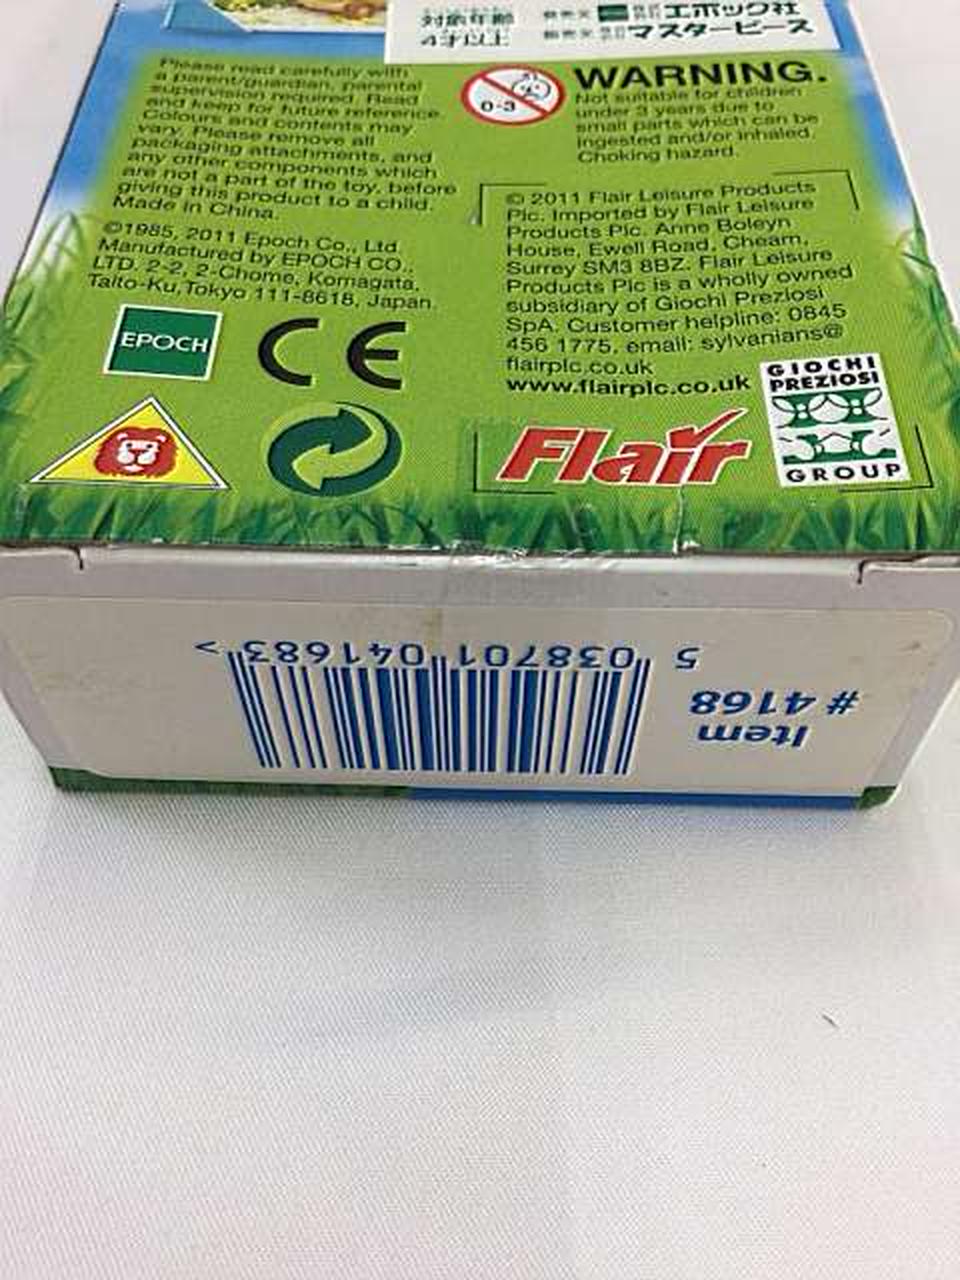 対象年齢
4才以上
発売元 エポック社
販売元 マスターピース
Please read carefully with
a parent/guardian, parental
supervision required. Read
and keep for future reference.
Colours and contents may
vary. Please remove all
packaging attachments, and
any other components which
are not a part of the toy, before
giving this product to a child.
Made in China.
©1985, 2011 Epoch Co., Ltd.
Manufactured by EPOCH CO.,
LTD. 2-2, 2-Chome, Komagata,
Taito-Ku,Tokyo 111-8618, Japan.
EPOCH
CE
0-3
WARNING.
Not suitable for children
under 3 years due to
small parts which can be
ingested and/or inhaled.
Choking hazard.
© 2011 Flair Leisure Products
Plc. Imported by Flair Leisure
Products Plc. Anne Boleyn
House, Ewell Road, Cheam,
Surrey SM3 8BZ. Flair Leisure
Products Plc is a wholly owned
subsidiary of Giochi Preziosi
SpA. Customer helpline: 0845
456 1775, email: sylvanians@
flairplc.co.uk
www.flairplc.co.uk
Flair
GIOCHI
PREZIOSI
GROUP
Item
# 4168
5 038701 041683 >